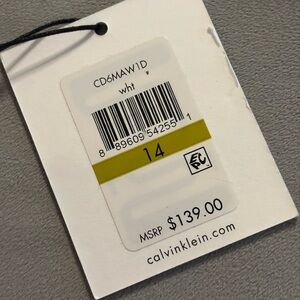 CD6MAW1D
wht
8 89609 54255 1
14
MSRP $139.00
calvinklein.com